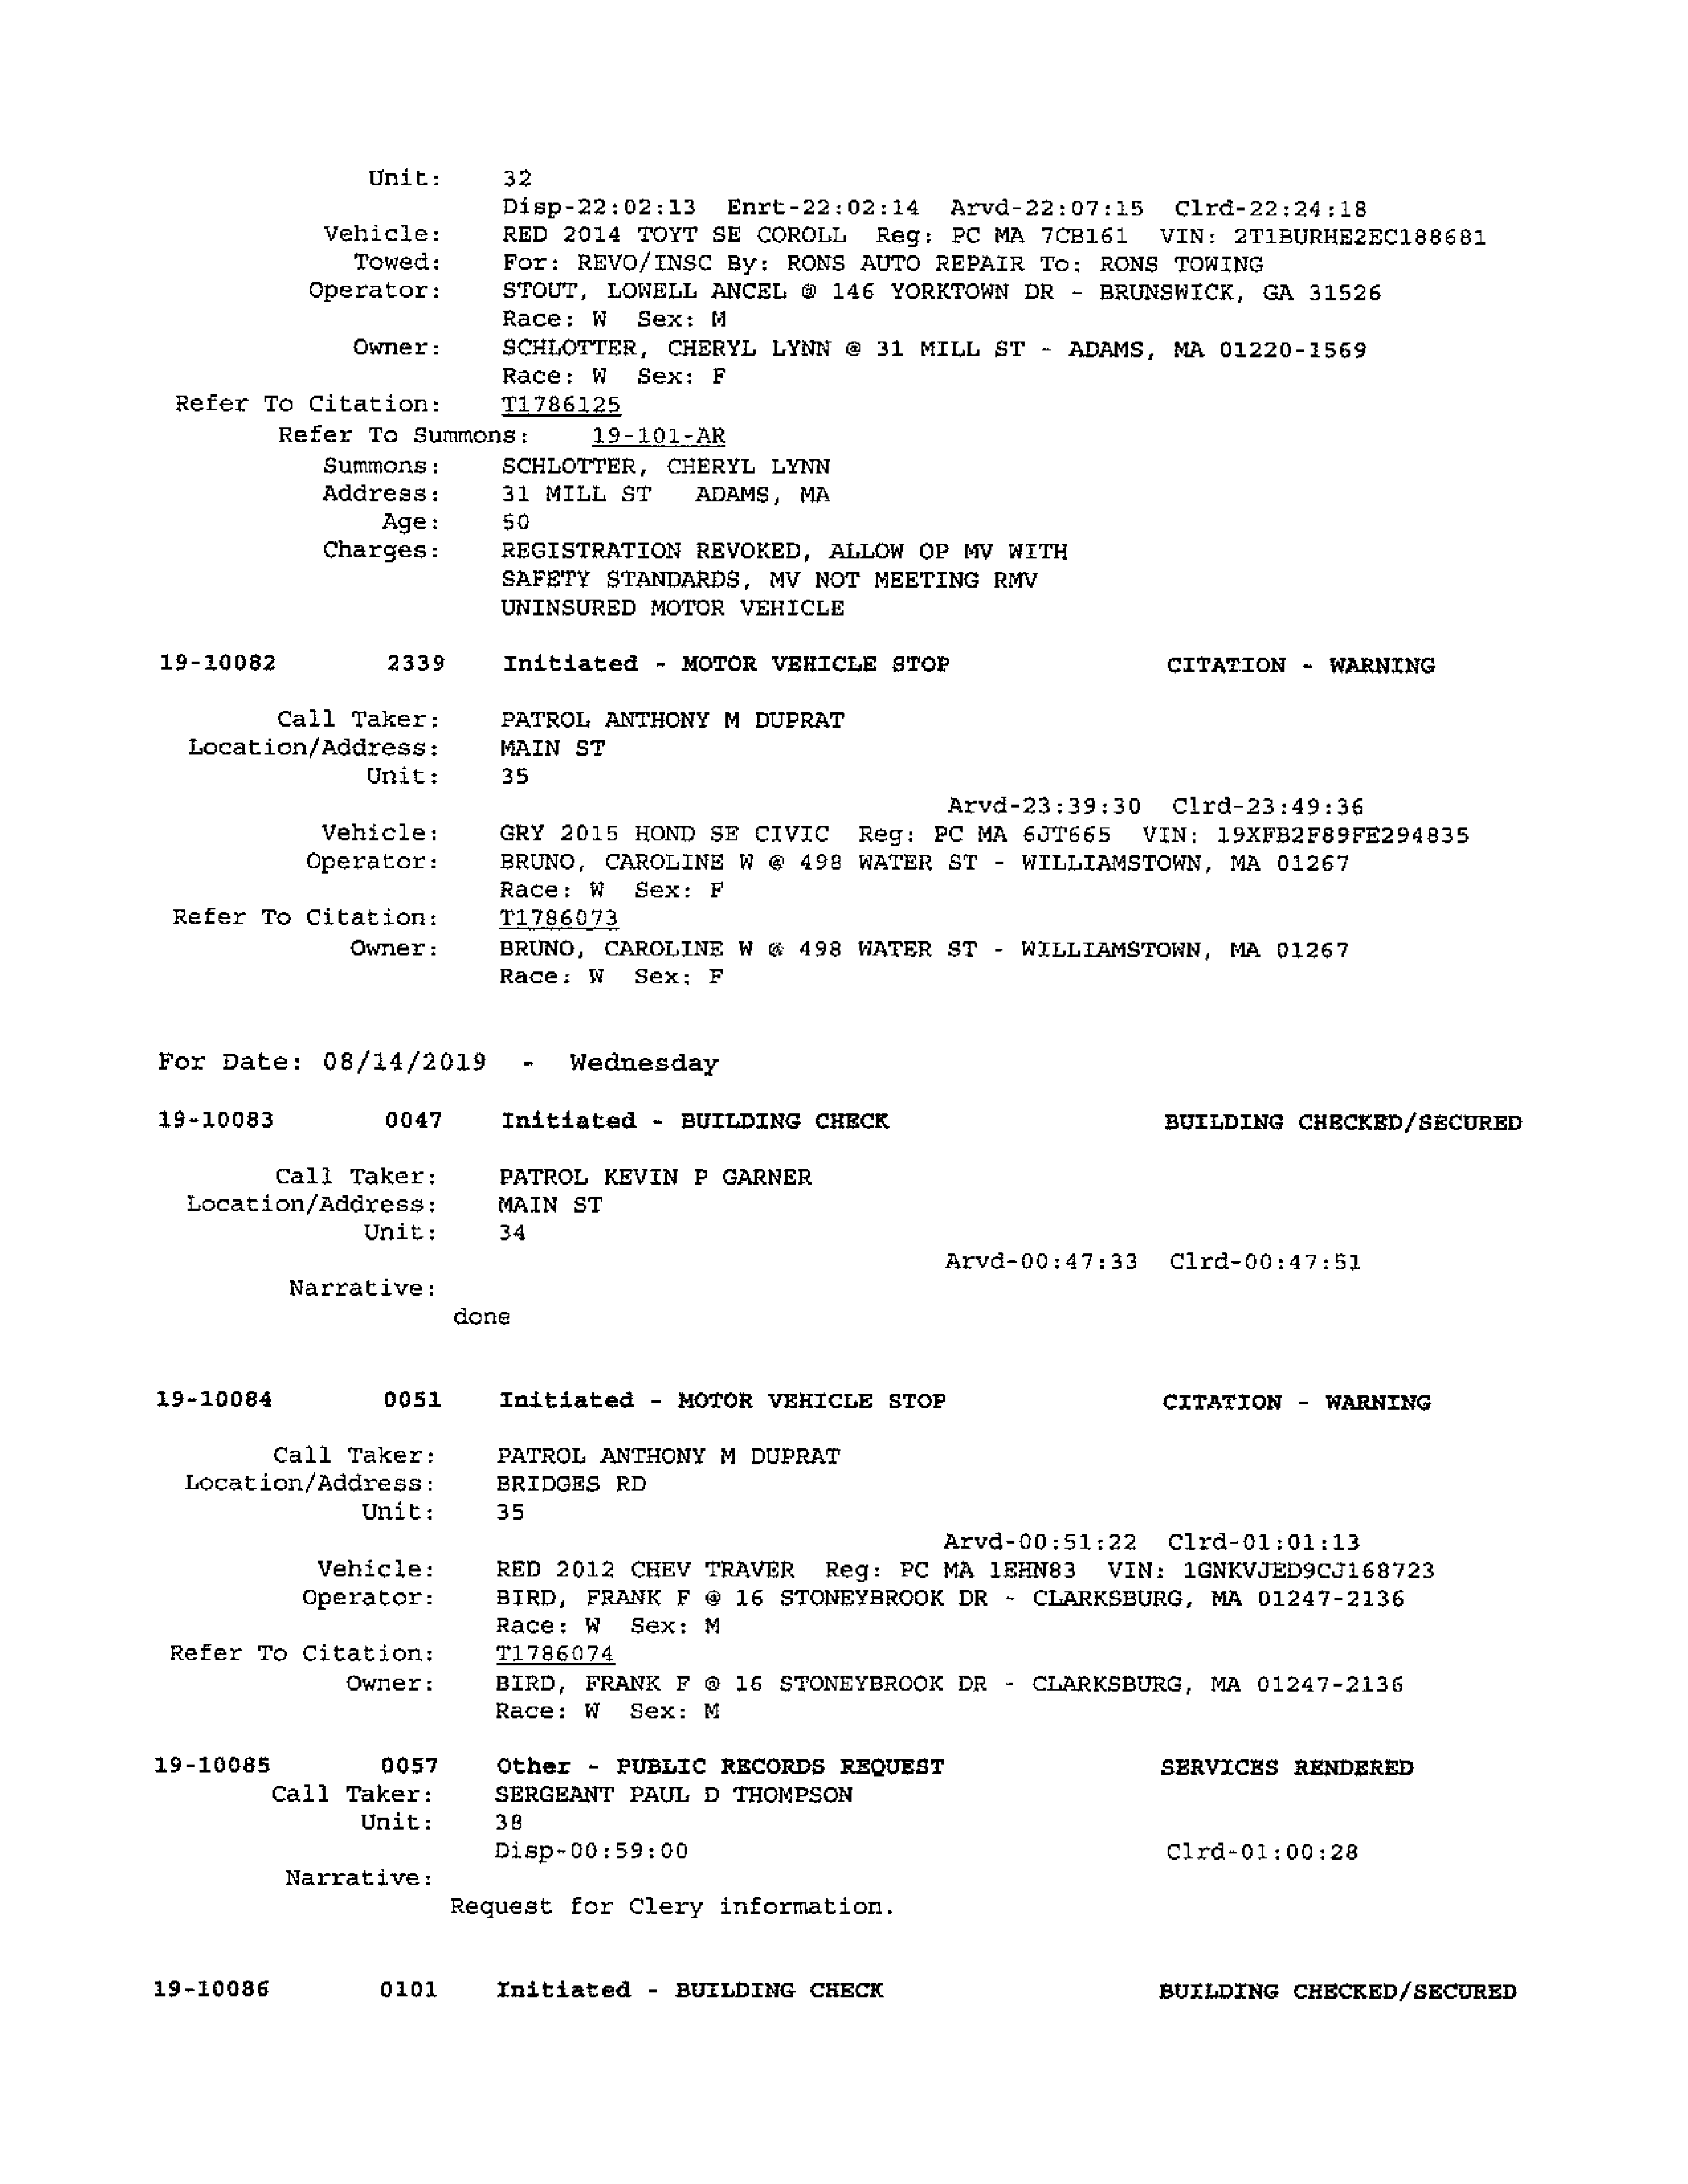 Unit: 32
Disp-22:02:13 Enrt-22:02:14 Arvd-22:07:15 Clrd-22:24:18
Vehicle: RED 2014 TOYT SE COROLL Reg: PC MA 7CB161 VIN: 2T1BURHE2EC188681
Towed: For: REVO/INSC By: RONS AUTO REPAIR To: RONS TOWING
Operator: STOUT, LOWELL ANCEL @ 146 YORKTOWN DR - BRUNSWICK, GA 31526
Race: W Sex: M
Owner: SCHLOTTER, CHERYL LYNN @ 31 MILL ST - ADAMS, MA 01220-1569
Race: W Sex: F
Refer To Citation: T1786125
Refer To Summons: 19-101-AR
Summons: SCHLOTTER, CHERYL LYNN
Address: 31 MILL ST ADAMS, MA
Age: 50
Charges: REGISTRATION REVOKED, ALLOW OP MV WITH
SAFETY STANDARDS, MV NOT MEETING RMV
UNINSURED MOTOR VEHICLE
19-10082 2339 Initiated - MOTOR VEHICLE STOP CITATION - WARNING
Call Taker: PATROL ANTHONY M DUPRAT
Location/Address: MAIN ST
Unit: 35
Arvd-23:39:30 Clrd-23:49:36
Vehicle: GRY 2015 HOND SE CIVIC Reg: PC MA 6JT665 VIN: 19XFB2F89FE294835
Operator: BRUNO, CAROLINE W @ 498 WATER ST - WILLIAMSTOWN, MA 01267
Race: W Sex: F
Refer To Citation: T1786073
Owner: BRUNO, CAROLINE W @ 498 WATER ST - WILLIAMSTOWN, MA 01267
Race: W Sex: F
For Date: 08/14/2019 - Wednesday
19-10083 0047 Initiated - BUILDING CHECK BUILDING CHECKED/SECURED
Call Taker: PATROL KEVIN P GARNER
Location/Address: MAIN ST
Unit: 34
Arvd-00:47:33 Clrd-00:47:51
Narrative:
done
19-10084 0051 Initiated - MOTOR VEHICLE STOP CITATION - WARNING
Call Taker: PATROL ANTHONY M DUPRAT
Location/Address: BRIDGES RD
Unit: 35
Arvd-00:51:22 Clrd-01:01:13
Vehicle: RED 2012 CHEV TRAVER Reg: PC MA 1EHN83 VIN: 1GNKVJED9CJ168723
Operator: BIRD, FRANK F @ 16 STONEYBROOK DR - CLARKSBURG, MA 01247-2136
Race: W Sex: M
Refer To Citation: T1786074
Owner: BIRD, FRANK F @ 16 STONEYBROOK DR - CLARKSBURG, MA 01247-2136
Race: W Sex: M
19-10085 0057 Other - PUBLIC RECORDS REQUEST SERVICES RENDERED
Call Taker: SERGEANT PAUL D THOMPSON
Unit: 38
Disp-00:59:00 Clrd-01:00:28
Narrative:
Request for Clery information.
19-10086 0101 Initiated - BUILDING CHECK BUILDING CHECKED/SECURED